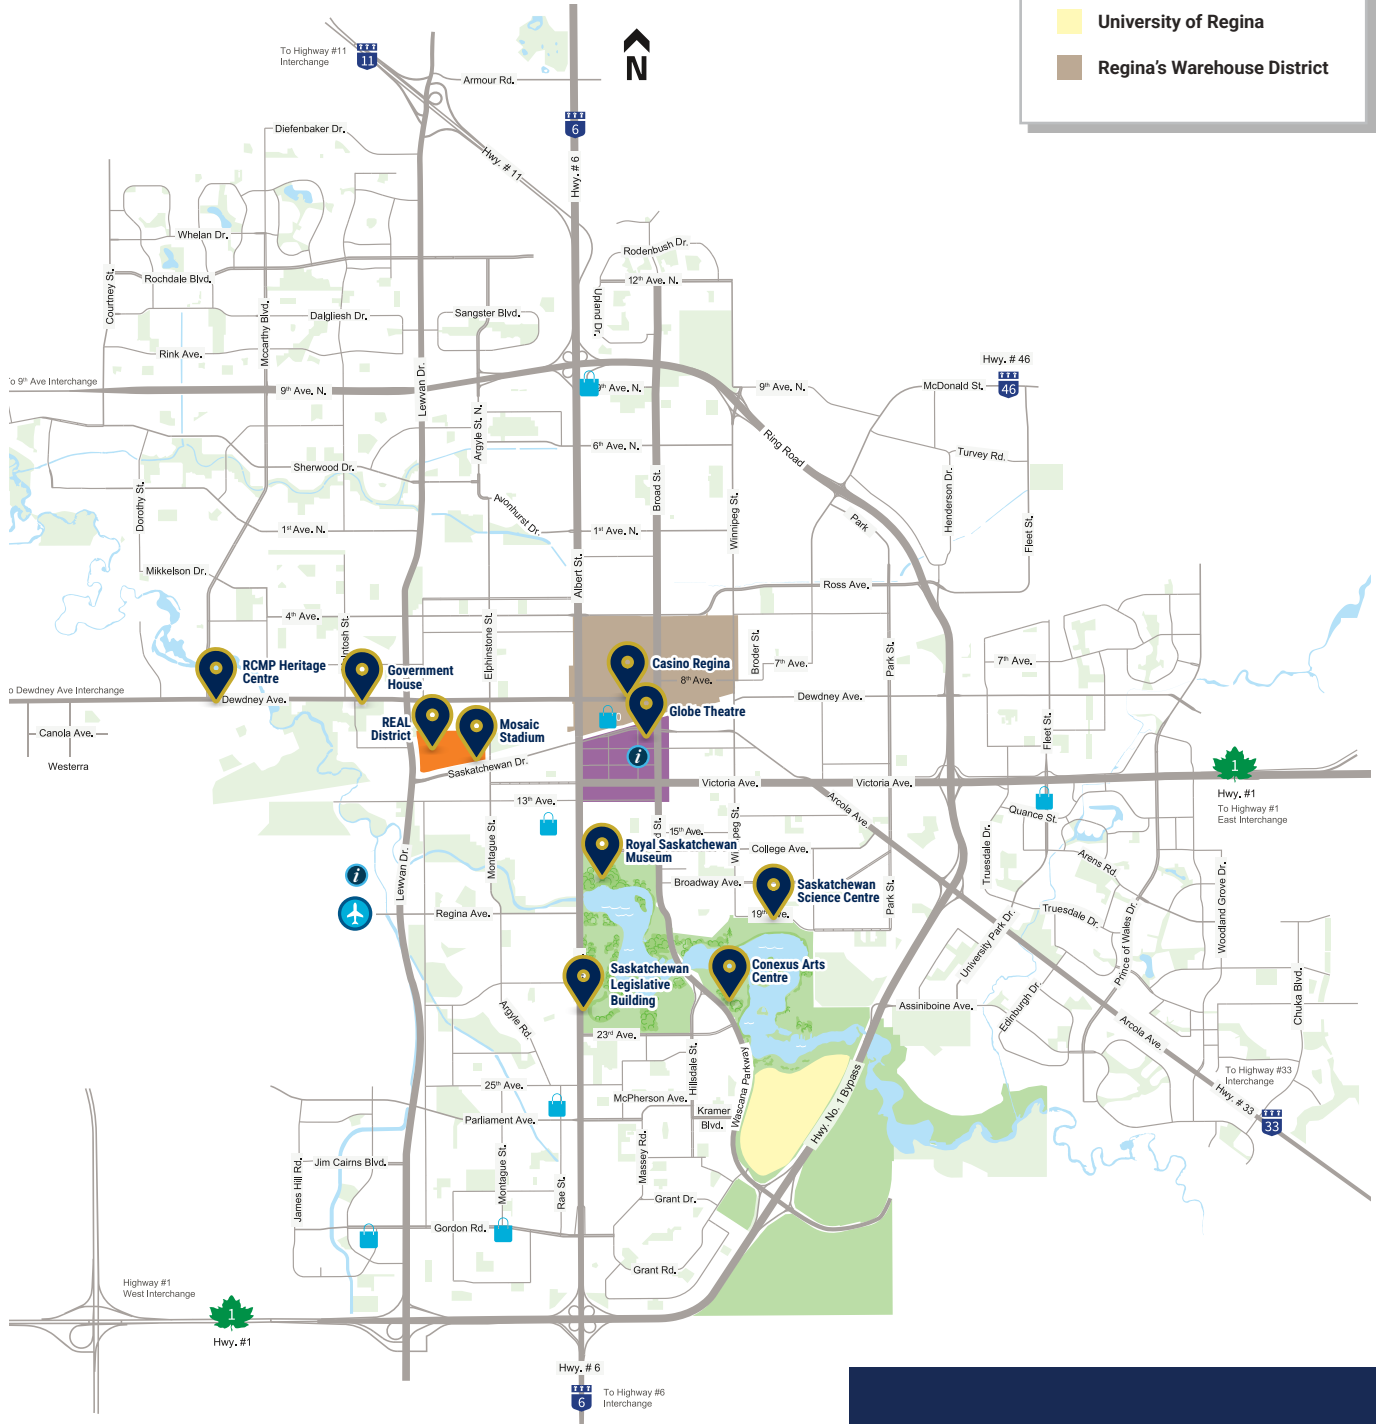 University of Regina
Regina's Warehouse District
N
To Highway #11
Interchange
11
Armour Rd.
6
Hwy. # 6
Hwy. # 11
Diefenbaker Dr.
Whelan Dr.
Rochdale Blvd.
Courtney St.
Mccarthy Blvd.
Dalgliesh Dr.
Sangster Blvd.
Rodenbush Dr.
12th Ave. N.
Upland Dr.
Rink Ave.
To 9th Ave Interchange
9th Ave. N.
Lewvan Dr.
9th Ave. N.
9th Ave. N.
McDonald St.
Hwy. # 46
46
Argyle St. N.
6th Ave. N.
Ring Road
Turvey Rd.
Sherwood Dr.
Broad St.
Dorothy St.
Avonhurst Dr.
Winnipeg St.
Henderson Dr.
Fleet St.
1st Ave. N.
1st Ave. N.
Park
Mikkelson Dr.
Albert St.
Ross Ave.
4th Ave.
Elphinstone St.
Broder St.
Park St.
7th Ave.
7th Ave.
RCMP Heritage
Centre
Government
House
Casino Regina
8th Ave.
To Dewdney Ave Interchange
Dewdney Ave.
Dewdney Ave.
Globe Theatre
REAL
District
Mosaic
Stadium
Fleet St.
Canola Ave.
Westerra
Saskatchewan Dr.
i
Victoria Ave.
Victoria Ave.
1
Hwy. #1
To Highway #1
East Interchange
13th Ave.
Arcola Ave.
Quance St.
Montague St.
15th Ave.
College Ave.
Royal Saskatchewan
Museum
Truesdale Dr.
Arens Rd.
Lewvan Dr.
i
Broadway Ave.
Saskatchewan
Science Centre
19th Ave.
Park St.
Regina Ave.
Truesdale Dr.
Prince of Wales Dr.
Woodland Grove Dr.
University Park Dr.
Saskatchewan
Legislative
Building
Conexus Arts
Centre
Chuka Blvd.
Edinburgh Dr.
Assiniboine Ave.
Argyle Rd.
23rd Ave.
Arcola Ave.
Hillsdale St.
Wascana Parkway
Hwy. No. 1 Bypass
To Highway #33
Interchange
Hwy. # 33
33
25th Ave.
McPherson Ave.
Kramer
Blvd.
Parliament Ave.
Massey Rd.
Jim Cairns Blvd.
James Hill Rd.
Montague St.
Rae St.
Grant Dr.
Gordon Rd.
Grant Rd.
Highway #1
West Interchange
1
Hwy. #1
Hwy. # 6
6
To Highway #6
Interchange